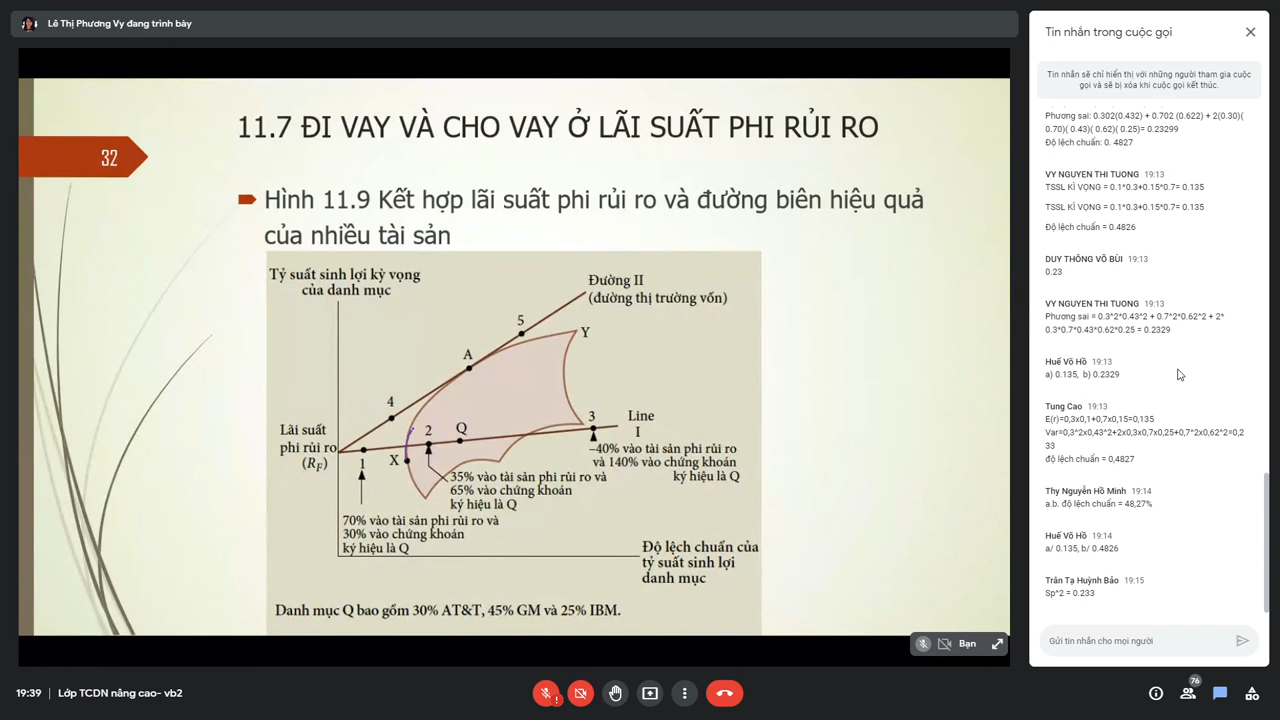 Lê Thị Phương Vy đang trình bày
32
11.7 ĐI VAY VÀ CHO VAY Ở LÃI SUẤT PHI RỦI RO
Hình 11.9 Kết hợp lãi suất phi rủi ro và đường biên hiệu quả
của nhiều tài sản
Tỷ suất sinh lợi kỳ vọng
của danh mục
Đường II
(đường thị trường vốn)
5
Y
A
4
Lãi suất
phi rủi ro
(RF)
1
X
2
Q
3
Line
I
–40% vào tài sản phi rủi ro
và 140% vào chứng khoán
ký hiệu là Q
35% vào tài sản phi rủi ro và
65% vào chứng khoán
ký hiệu là Q
70% vào tài sản phi rủi ro và
30% vào chứng khoán
ký hiệu là Q
Độ lệch chuẩn của
tỷ suất sinh lợi
danh mục
Danh mục Q bao gồm 30% AT&T, 45% GM và 25% IBM.
Bạn
19:39
Lớp TCDN nâng cao- vb2
76
Tin nhắn trong cuộc gọi
Tin nhắn sẽ chỉ hiển thị với những người tham gia cuộc
gọi và sẽ bị xóa khi cuộc gọi kết thúc.
Phương sai: 0.302(0.432) + 0.702 (0.622) + 2(0.30)(
0.70)( 0.43)( 0.62)( 0.25)= 0.23299
Độ lệch chuẩn: 0. 4827
VY NGUYEN THI TUONG 19:13
TSSL KÌ VỌNG = 0.1*0.3+0.15*0.7= 0.135
TSSL KÌ VỌNG = 0.1*0.3+0.15*0.7= 0.135
Độ lệch chuẩn = 0.4826
DUY THÔNG VÕ BÙI 19:13
0.23
VY NGUYEN THI TUONG 19:13
Phương sai = 0.3^2*0.43^2 + 0.7^2*0.62^2 + 2*
0.3*0.7*0.43*0.62*0.25 = 0.2329
Huế Võ Hồ 19:13
a) 0.135, b) 0.2329
Tung Cao 19:13
E(r)=0,3x0,1+0,7x0,15=0,135
Var=0,3^2x0,43^2+2x0,3x0,7x0,25+0,7^2x0,62^2=0,2
33
độ lệch chuẩn = 0,4827
Thy Nguyễn Hồ Minh 19:14
a.b. độ lệch chuẩn = 48,27%
Huế Võ Hồ 19:14
a/ 0.135, b/ 0.4826
Trân Tạ Huỳnh Bảo 19:15
Sp^2 = 0.233
Gửi tin nhắn cho mọi người